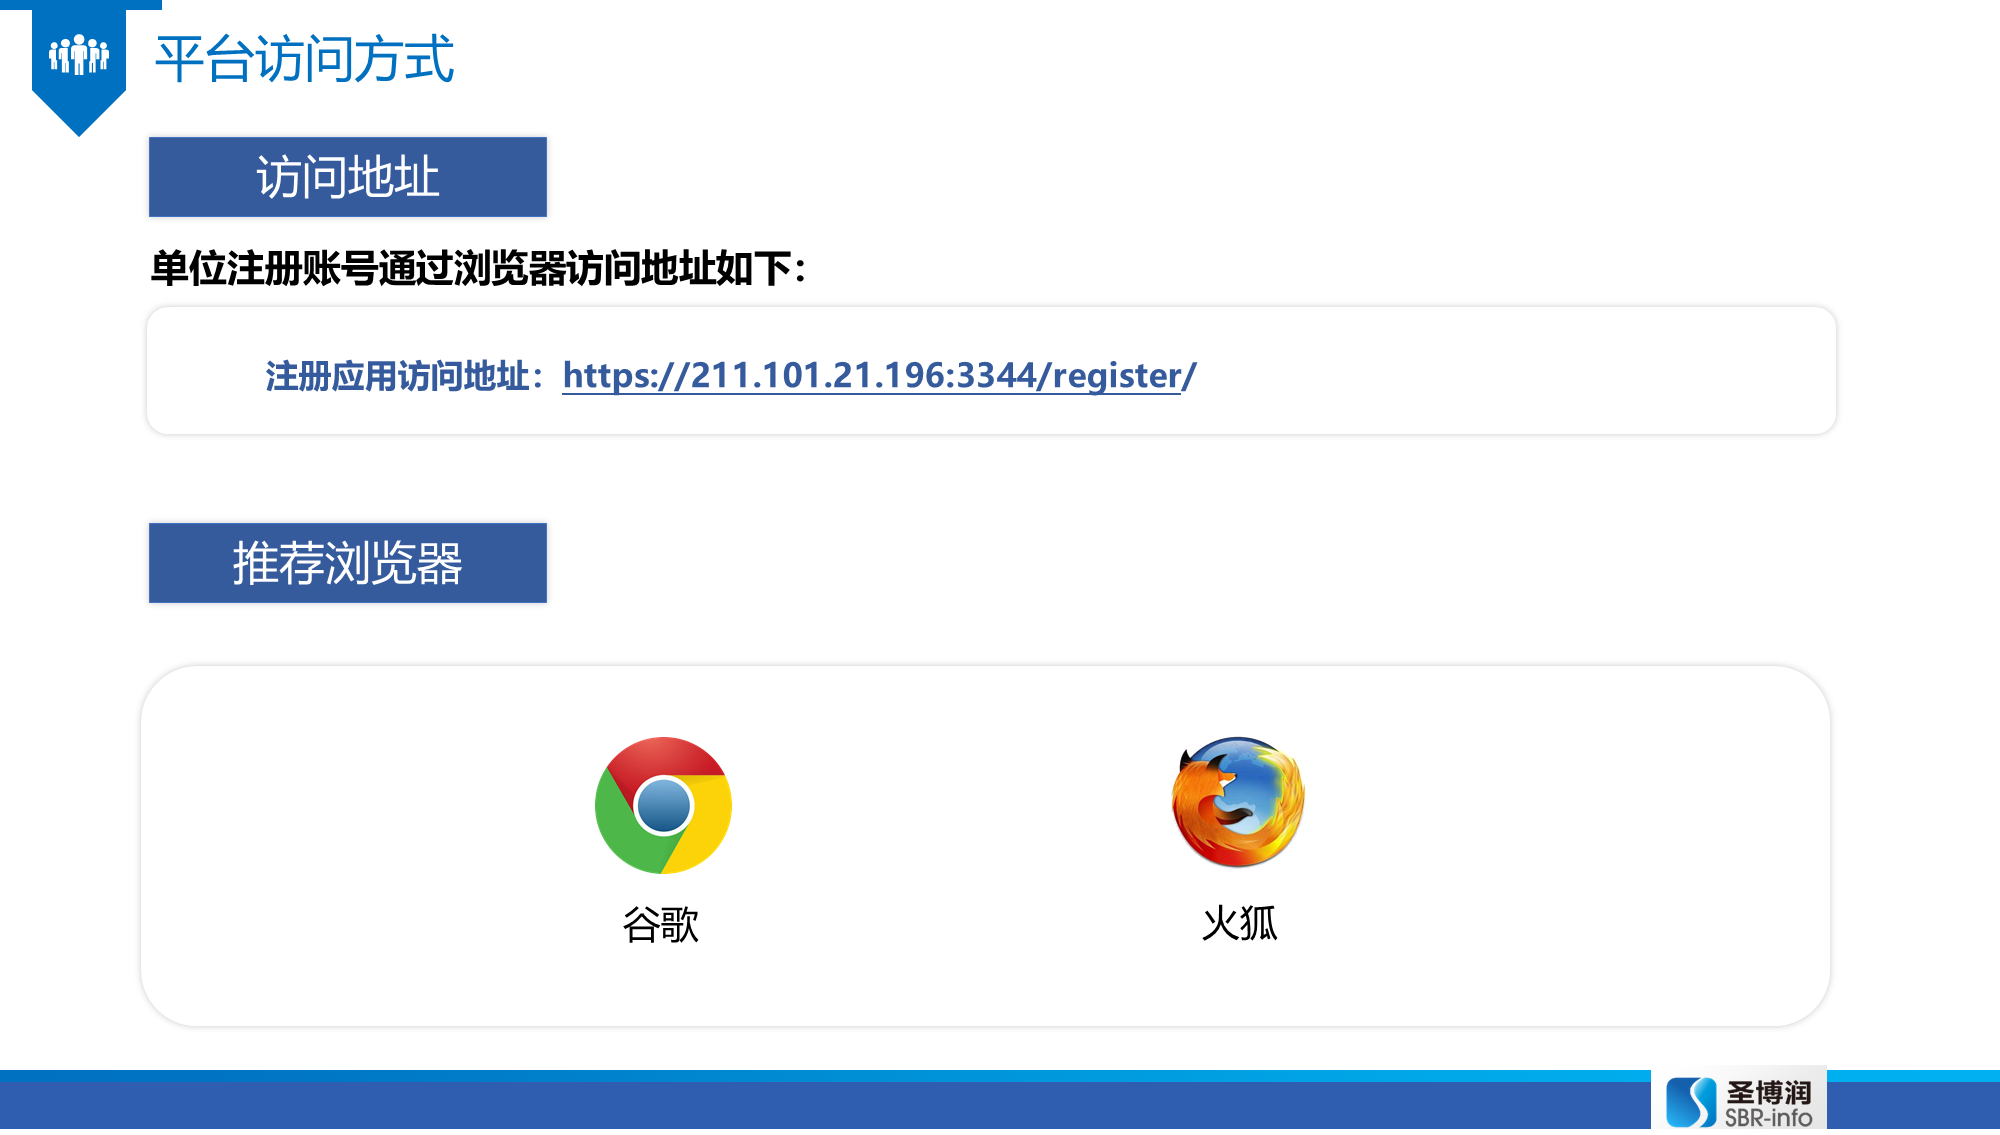 平台访问方式
访问地址
单位注册账号通过浏览器访问地址如下：
注册应用访问地址：https://211.101.21.196:3344/register/
推荐浏览器
谷歌
火狐
圣博润
SBR-info